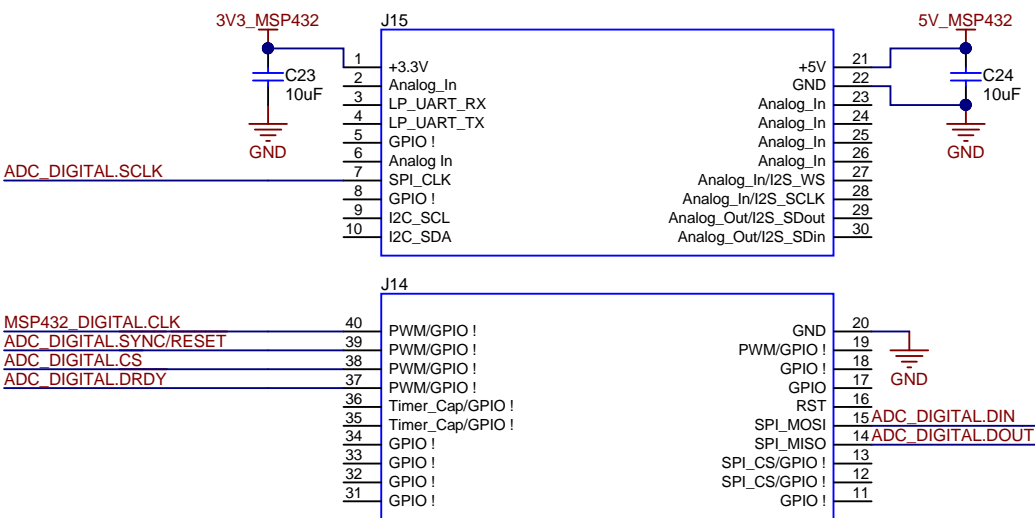 3V3_MSP432
J15
5V_MSP432
1 +3.3V +5V 21
2 Analog_In GND 22
C23
10uF
C24
10uF
3 LP_UART_RX Analog_In 23
4 LP_UART_TX Analog_In 24
5 GPIO ! Analog_In 25
GND
GND
6 Analog In Analog_In 26
ADC_DIGITAL.SCLK 7 SPI_CLK Analog_In/I2S_WS 27
8 GPIO ! Analog_In/I2S_SCLK 28
9 I2C_SCL Analog_Out/I2S_SDout 29
10 I2C_SDA Analog_Out/I2S_SDin 30
J14
MSP432_DIGITAL.CLK 40 PWM/GPIO ! GND 20
ADC_DIGITAL.SYNC/RESET 39 PWM/GPIO ! PWM/GPIO ! 19
ADC_DIGITAL.CS 38 PWM/GPIO ! GPIO ! 18
GND
ADC_DIGITAL.DRDY 37 PWM/GPIO ! GPIO 17
36 Timer_Cap/GPIO ! RST 16
35 Timer_Cap/GPIO ! SPI_MOSI 15 ADC_DIGITAL.DIN
34 GPIO ! SPI_MISO 14 ADC_DIGITAL.DOUT
33 GPIO ! SPI_CS/GPIO ! 13
32 GPIO ! SPI_CS/GPIO ! 12
31 GPIO ! GPIO ! 11